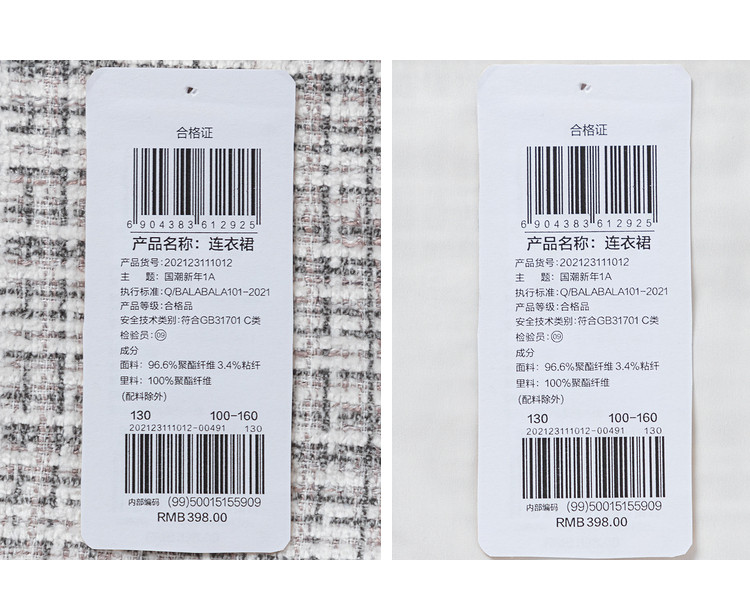 合格证
6 904383 612925
产品名称：连衣裙
产品货号:202123111012
主 题：国潮新年1A
执行标准:Q/BALABALA101-2021
产品等级:合格品
安全技术类别:符合GB31701 C类
检验员:09
成分
面料：96.6%聚酯纤维 3.4%粘纤
里料：100%聚酯纤维
(配料除外)
130 100-160
202123111012-00491 130
内部编码 (99)50015155909
RMB398.00
合格证
6 904383 612925
产品名称：连衣裙
产品货号:202123111012
主 题：国潮新年1A
执行标准:Q/BALABALA101-2021
产品等级:合格品
安全技术类别:符合GB31701 C类
检验员:09
成分
面料：96.6%聚酯纤维 3.4%粘纤
里料：100%聚酯纤维
(配料除外)
130 100-160
202123111012-00491 130
内部编码 (99)50015155909
RMB398.00